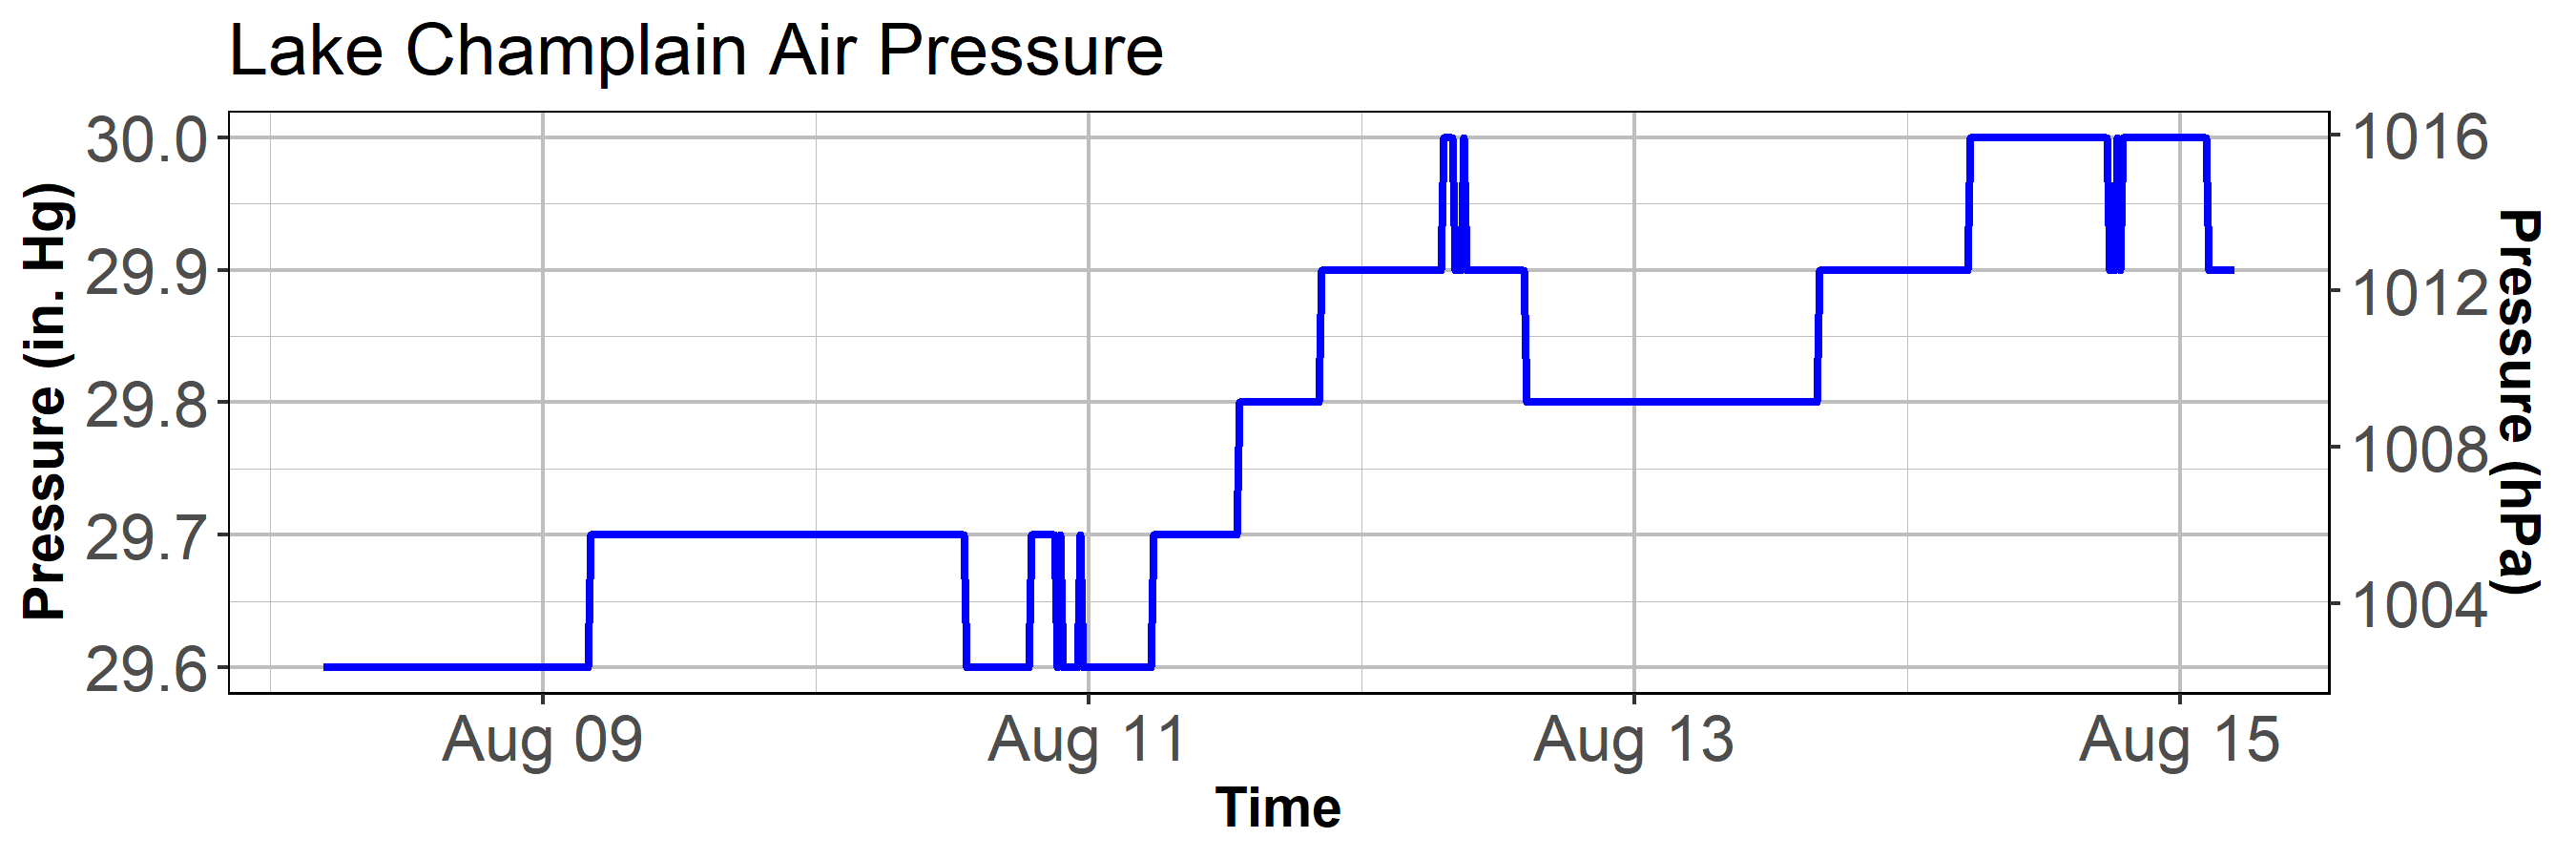 Lake Champlain Air Pressure
30.0
29.9
29.8
29.7
29.6
Pressure (in. Hg)
1016
1012
1008
1004
Pressure (hPa)
Aug 09 Aug 11 Aug 13 Aug 15
Time